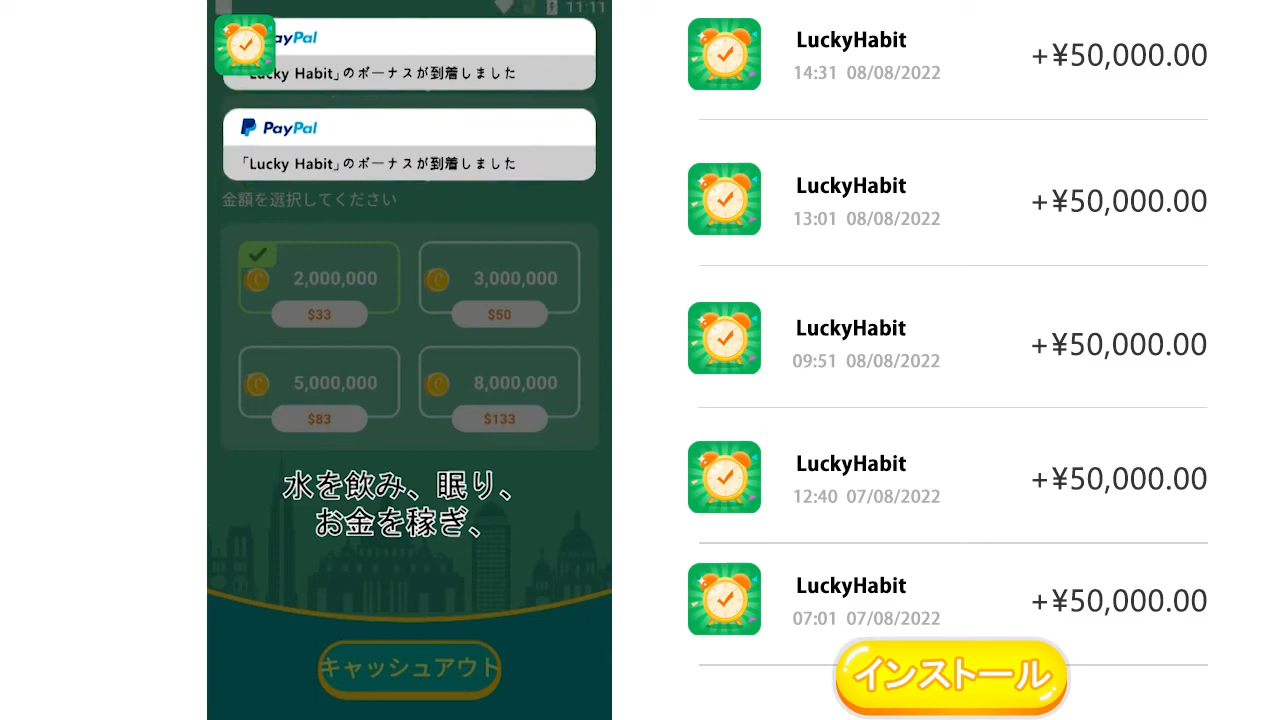 11:11
ayPal
Lucky Habit」のボーナスが到着しました
PayPal
「Lucky Habit」のボーナスが到着しました
金額を選択してください
2,000,000
3,000,000
$33
$50
5,000,000
8,000,000
$83
$133
水を飲み、眠り、
お金を稼ぎ、
キャッシュアウト
LuckyHabit
14:31 08/08/2022
+¥50,000.00
LuckyHabit
13:01 08/08/2022
+¥50,000.00
LuckyHabit
09:51 08/08/2022
+¥50,000.00
LuckyHabit
12:40 07/08/2022
+¥50,000.00
LuckyHabit
07:01 07/08/2022
+¥50,000.00
インストール